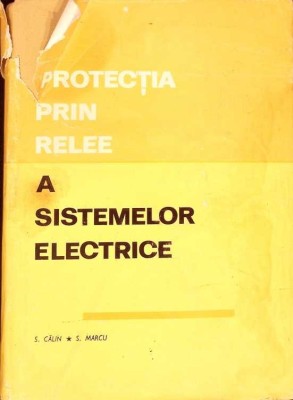 PROTECȚIA
PRIN
RELEE
A
SISTEMELOR
ELECTRICE
S. CĂLIN ★ S. MARCU